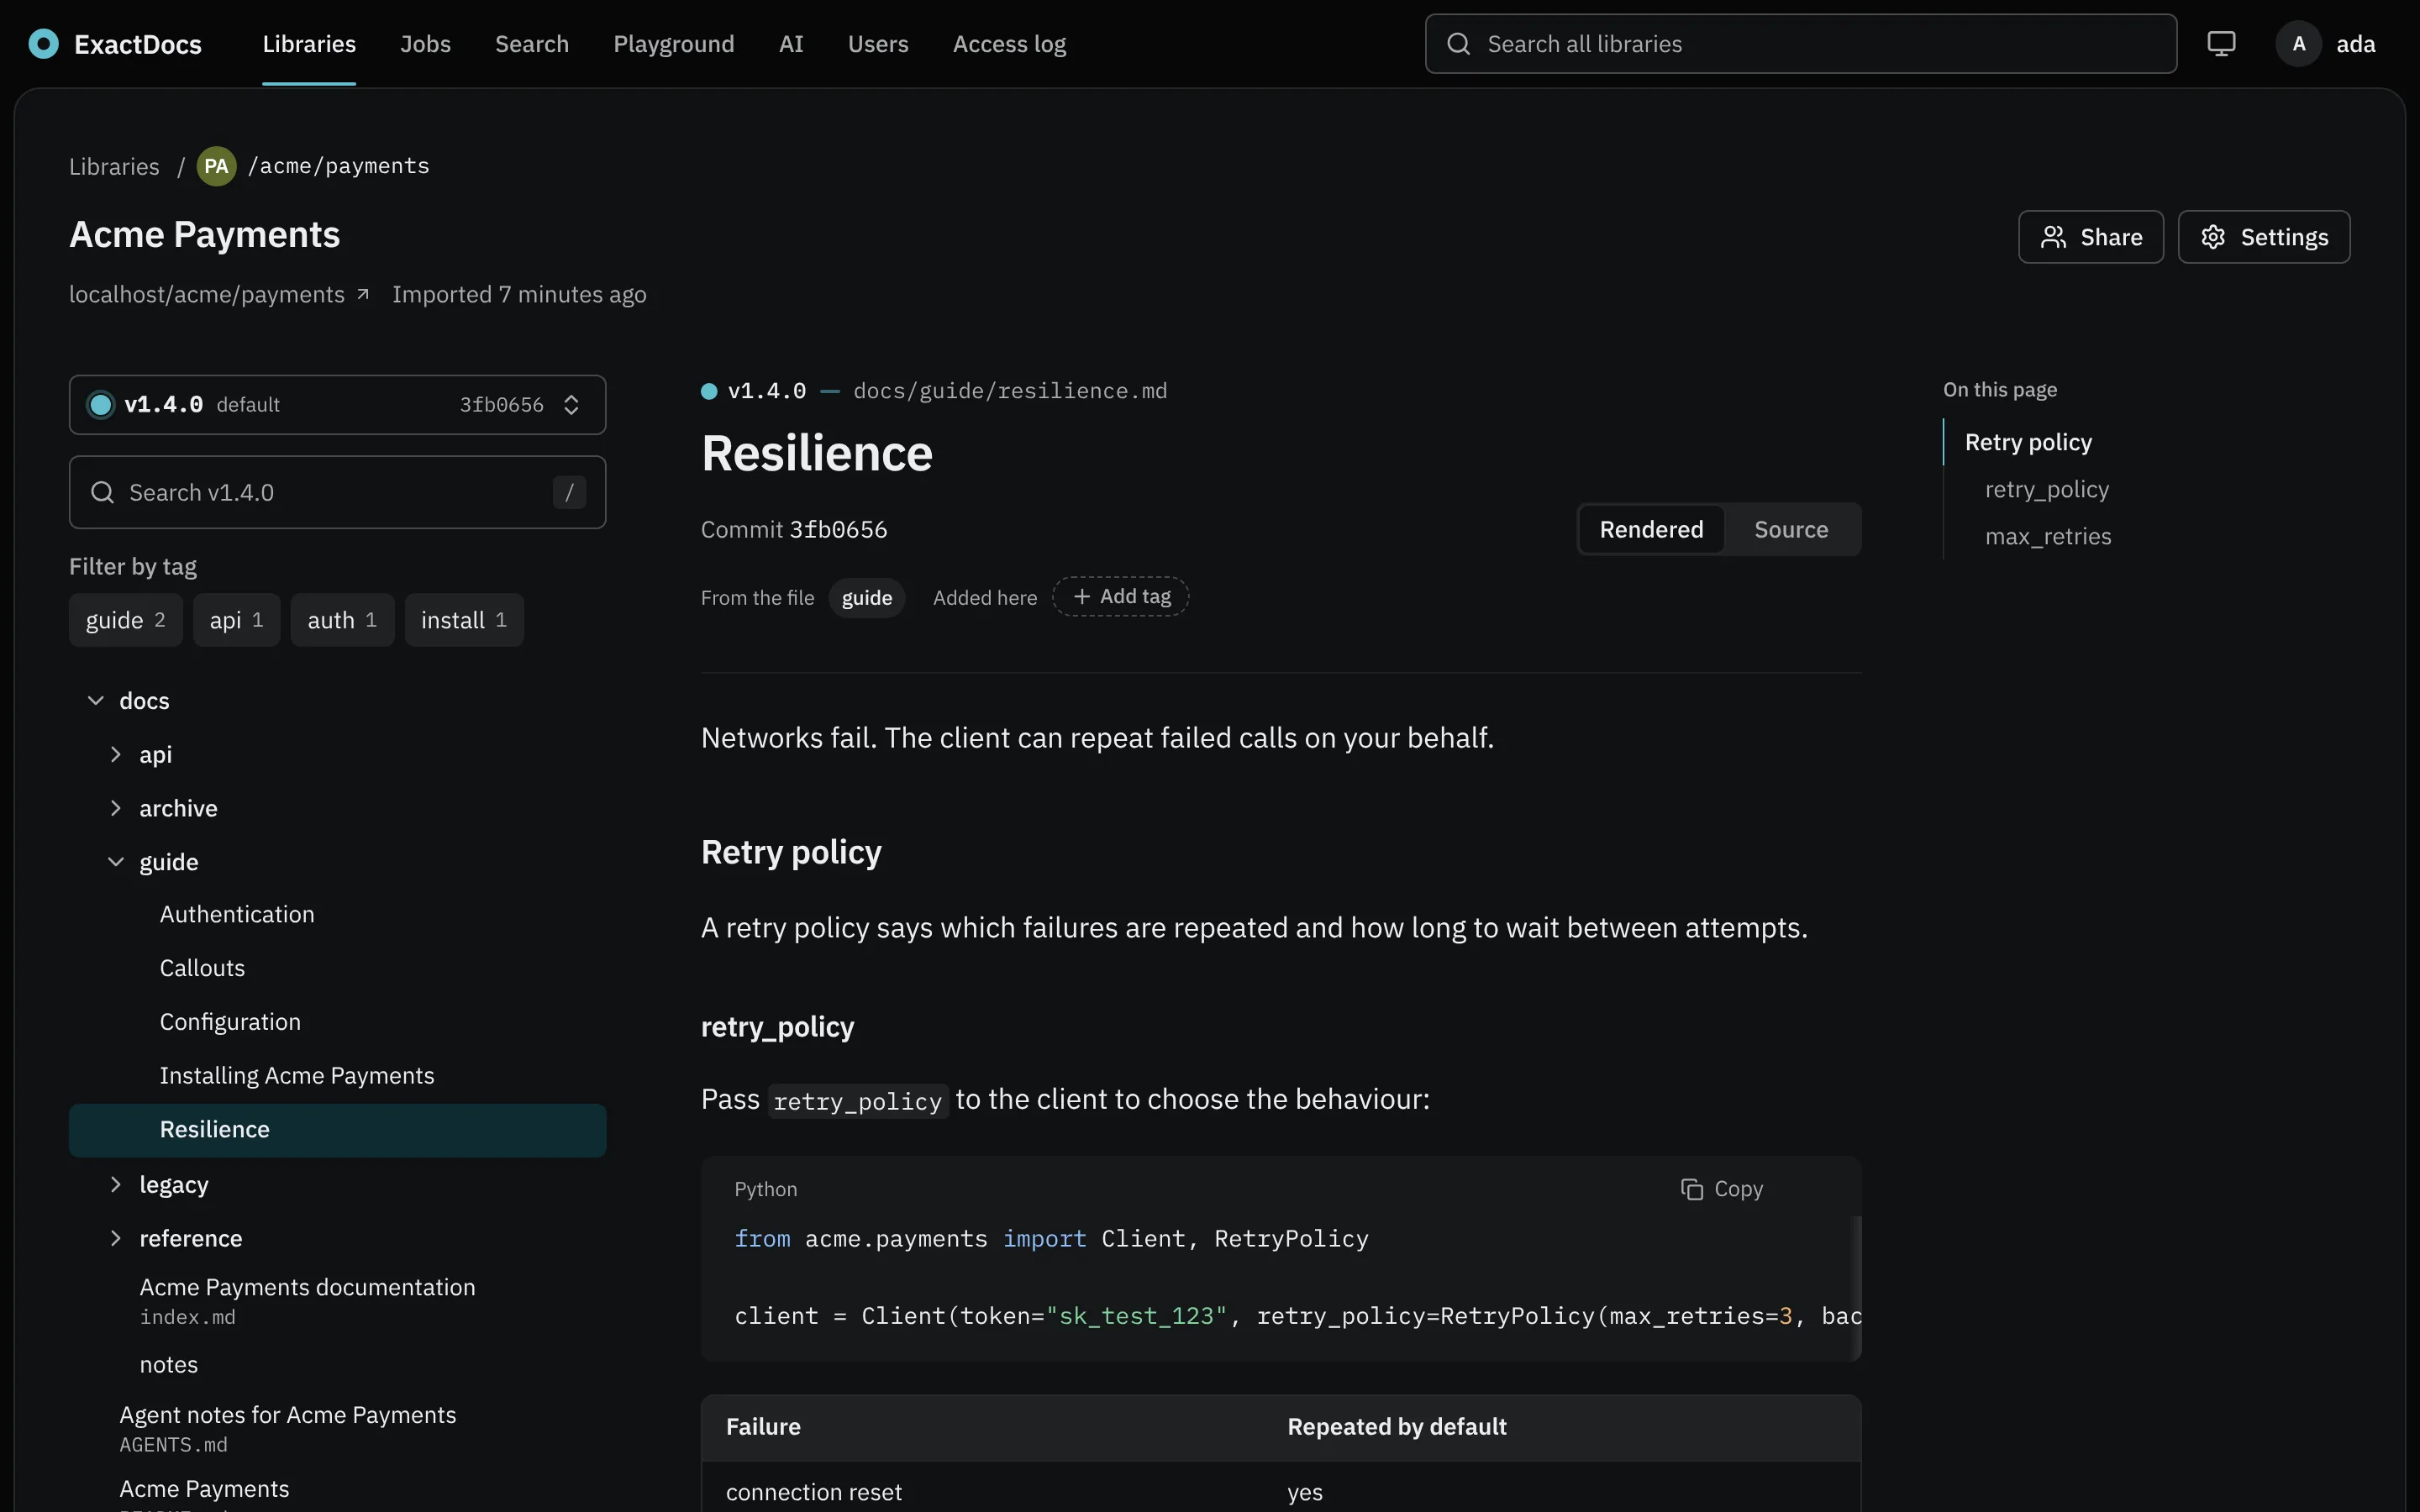 ExactDocs Libraries Jobs Search Playground AI Users Access log Search all libraries A ada
Libraries / PA /acme/payments
Acme Payments
Share Settings
localhost/acme/payments ↗ Imported 7 minutes ago
v1.4.0 default 3fb0656
Search v1.4.0 /
Filter by tag
guide 2 api 1 auth 1 install 1
docs
api
archive
guide
Authentication
Callouts
Configuration
Installing Acme Payments
Resilience
legacy
reference
Acme Payments documentation
index.md
notes
Agent notes for Acme Payments
AGENTS.md
Acme Payments
v1.4.0 — docs/guide/resilience.md
Resilience
Commit 3fb0656
Rendered Source
From the file guide Added here + Add tag
Networks fail. The client can repeat failed calls on your behalf.
Retry policy
A retry policy says which failures are repeated and how long to wait between attempts.
retry_policy
Pass retry_policy to the client to choose the behaviour:
Python Copy
from acme.payments import Client, RetryPolicy
client = Client(token="sk_test_123", retry_policy=RetryPolicy(max_retries=3, bac
Failure Repeated by default
connection reset yes
On this page
Retry policy
retry_policy
max_retries